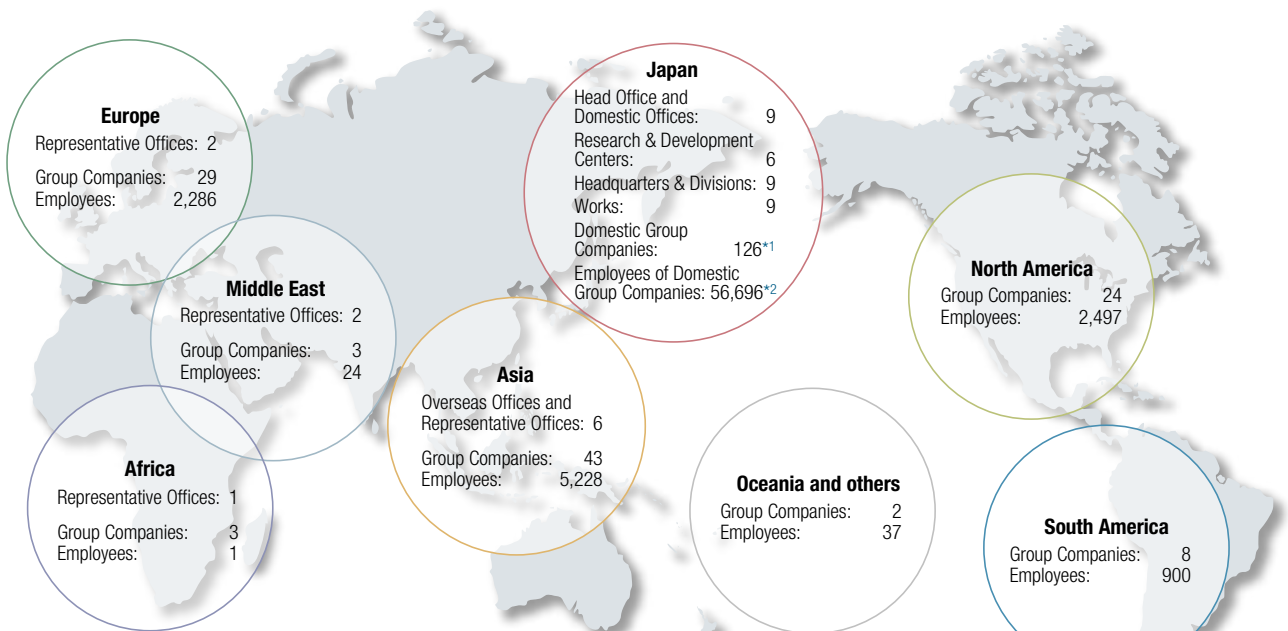 Europe
Representative Offices: 2
Group Companies: 29
Employees: 2,286
Middle East
Representative Offices: 2
Group Companies: 3
Employees: 24
Africa
Representative Offices: 1
Group Companies: 3
Employees: 1
Japan
Head Office and
Domestic Offices: 9
Research & Development
Centers: 6
Headquarters & Divisions: 9
Works: 9
Domestic Group
Companies: 126*1
Employees of Domestic
Group Companies: 56,696*2
Asia
Overseas Offices and
Representative Offices: 6
Group Companies: 43
Employees: 5,228
Oceania and others
Group Companies: 2
Employees: 37
North America
Group Companies: 24
Employees: 2,497
South America
Group Companies: 8
Employees: 900